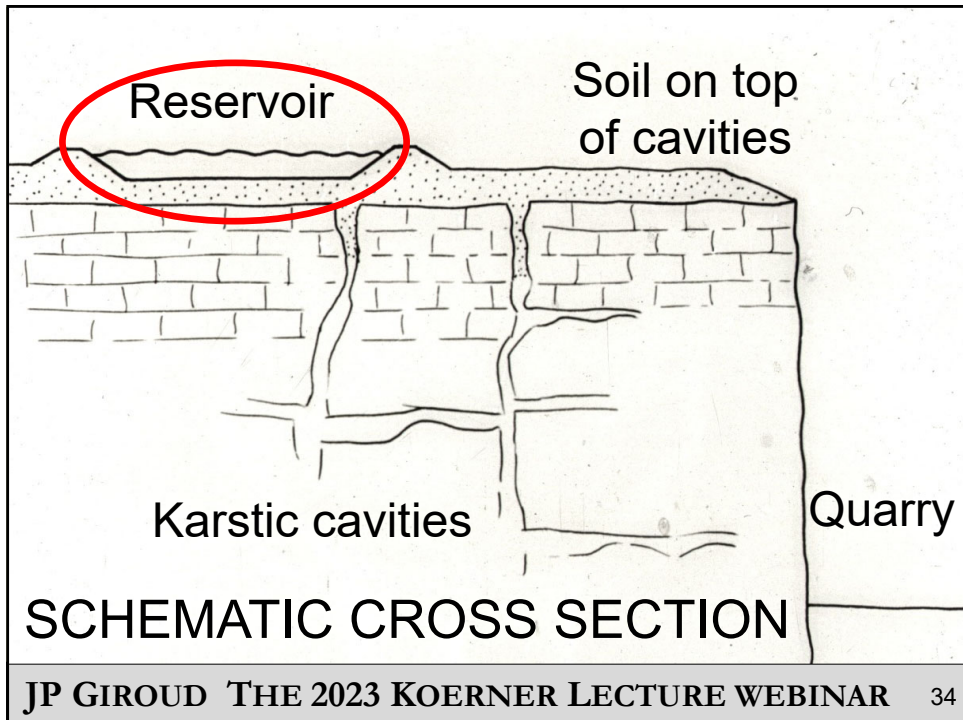 Reservoir
Soil on top
of cavities
Karstic cavities
Quarry
SCHEMATIC CROSS SECTION
JP GIROUD THE 2023 KOERNER LECTURE WEBINAR 34